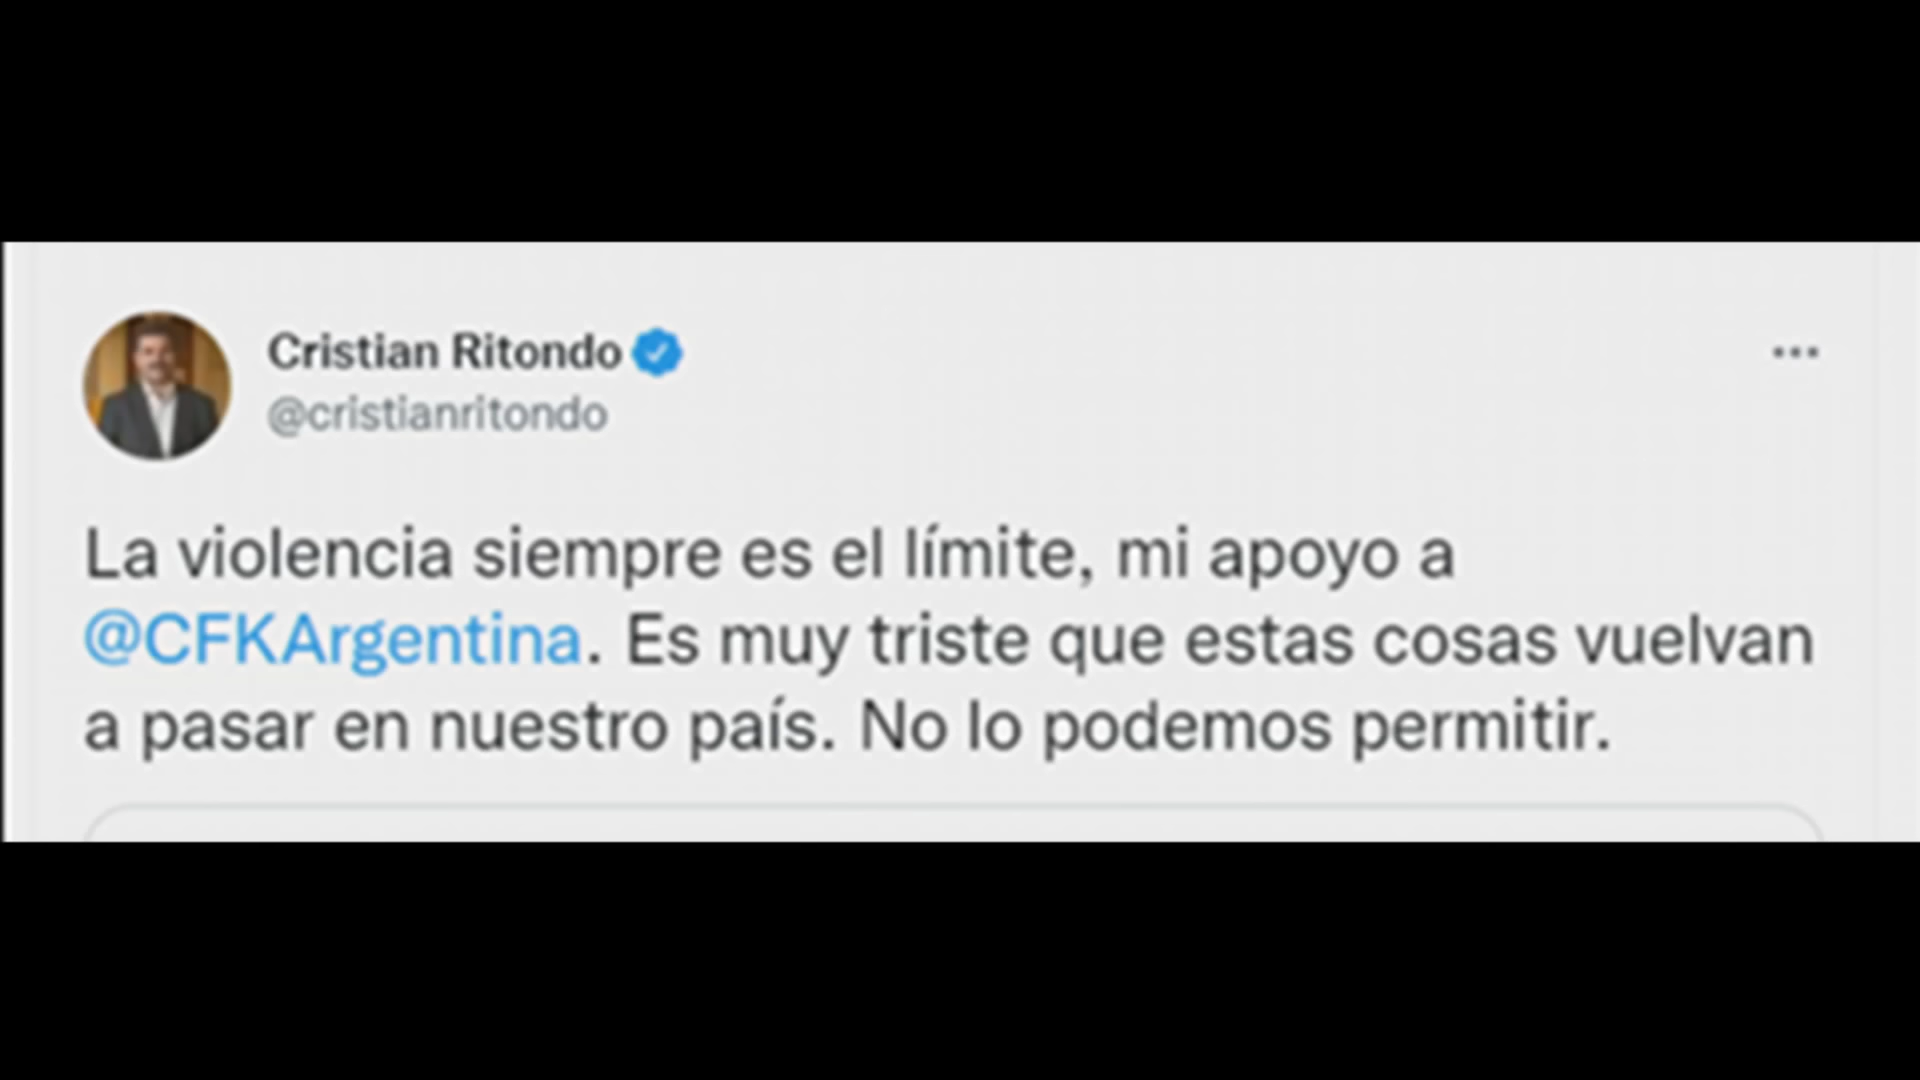 Cristian Ritondo
@cristianritondo
La violencia siempre es el límite, mi apoyo a
@CFKArgentina. Es muy triste que estas cosas vuelvan
a pasar en nuestro país. No lo podemos permitir.